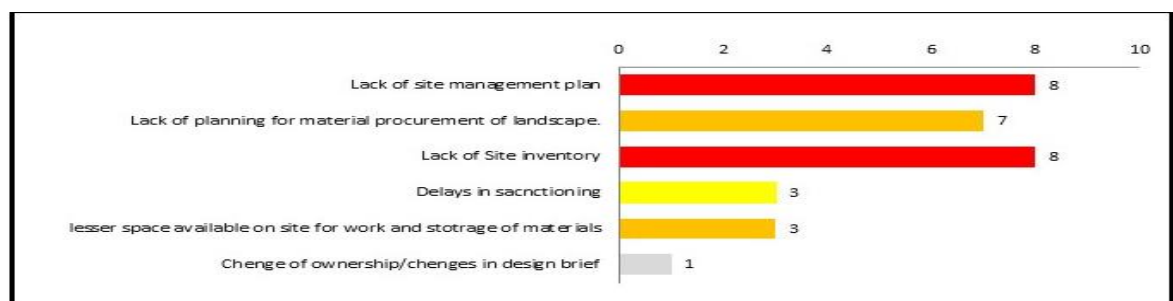 0 2 4 6 8 10
Lack of site management plan 8
Lack of planning for material procurement of landscape. 7
Lack of Site inventory 8
Delays in sacnctioning 3
lesser space available on site for work and stotrage of materials 3
Chenge of ownership/chenges in design brief 1